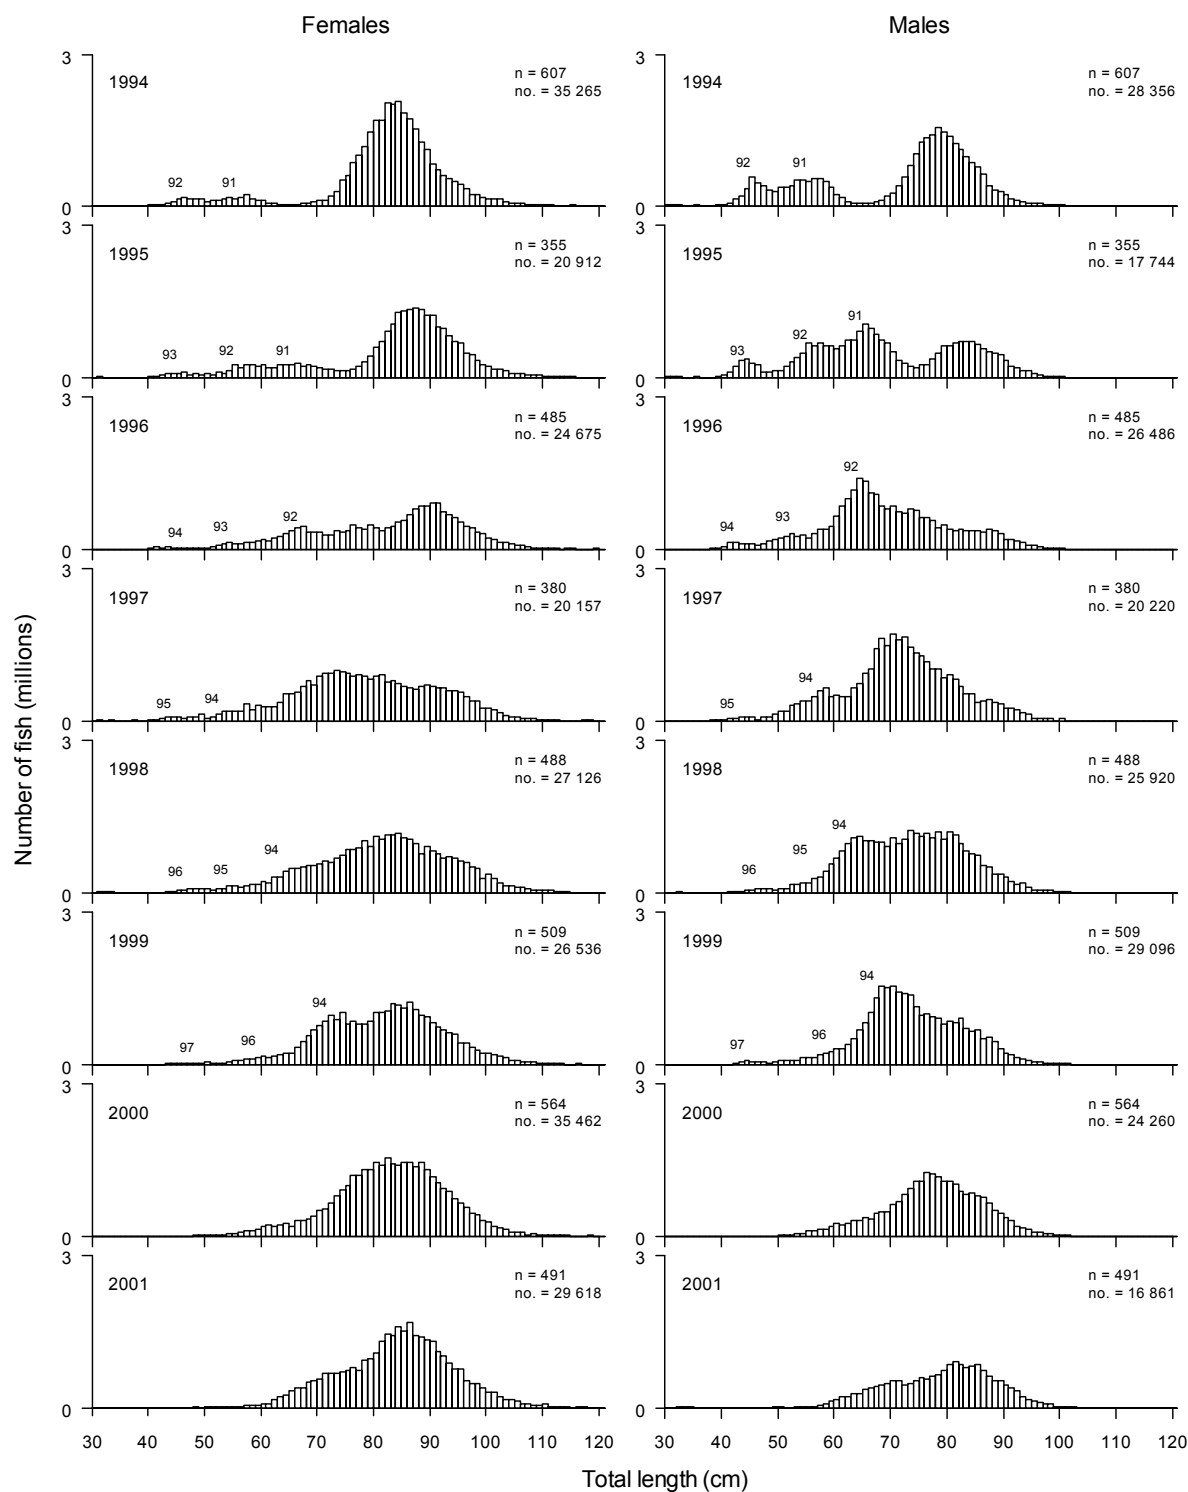 Females
Males
3
1994
n = 607
no. = 35 265
92
91
0
3
1994
n = 607
no. = 28 356
92
91
0
3
1995
n = 355
no. = 20 912
93
92
91
0
3
1995
n = 355
no. = 17 744
93
92
91
0
3
1996
n = 485
no. = 24 675
94
93
92
0
3
1996
n = 485
no. = 26 486
94
93
92
0
3
1997
n = 380
no. = 20 157
95
94
0
3
1997
n = 380
no. = 20 220
95
94
0
3
1998
n = 488
no. = 27 126
96
95
94
0
3
1998
n = 488
no. = 25 920
96
95
94
0
3
1999
n = 509
no. = 26 536
97
96
94
0
3
1999
n = 509
no. = 29 096
97
96
94
0
3
2000
n = 564
no. = 35 462
0
3
2000
n = 564
no. = 24 260
0
3
2001
n = 491
no. = 29 618
0
3
2001
n = 491
no. = 16 861
0
30 40 50 60 70 80 90 100 110 120
30 40 50 60 70 80 90 100 110 120
Number of fish (millions)
Total length (cm)